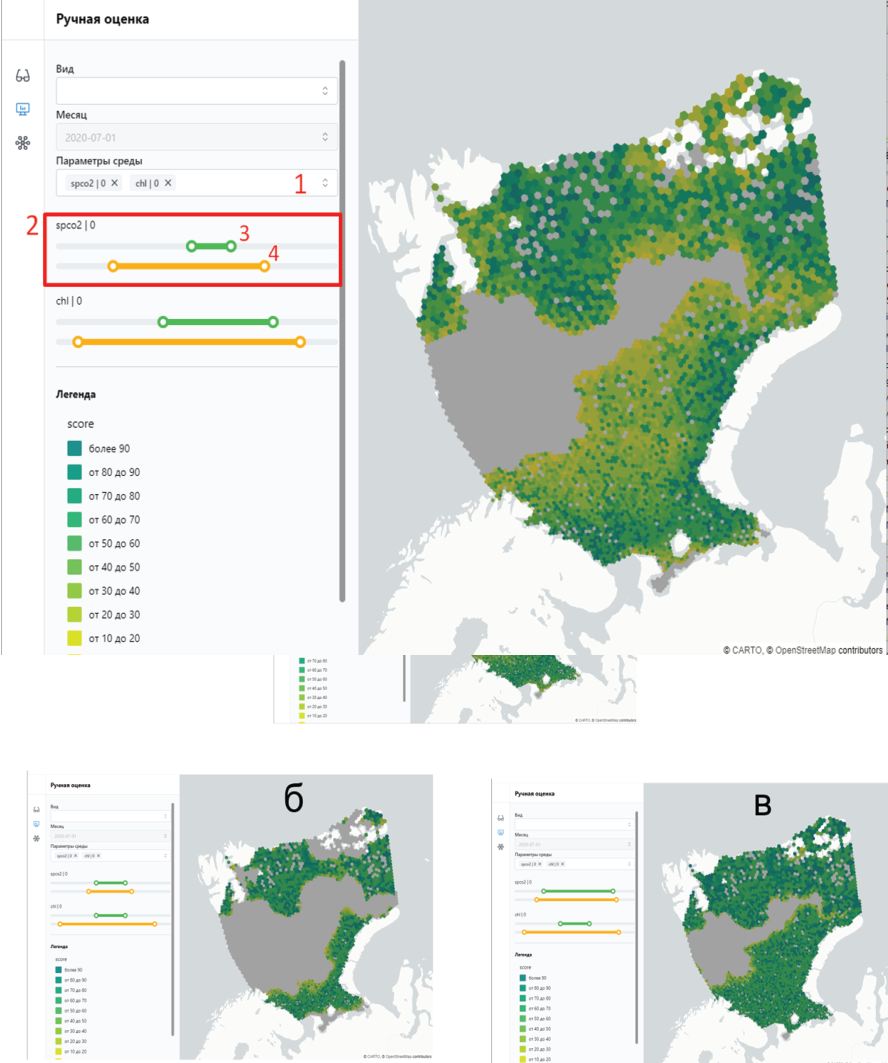 Ручная оценка
Вид
Месяц
2020-07-01
Параметры среды
spco2 | 0 × chl | 0 ×
1
2
spco2 | 0
3
4
chl | 0
Легенда
score
более 90
от 80 до 90
от 70 до 80
от 60 до 70
от 50 до 60
от 40 до 50
от 30 до 40
от 20 до 30
от 10 до 20
© CARTO, © OpenStreetMap contributors
от 70 до 80
от 60 до 70
от 50 до 60
от 40 до 50
от 30 до 40
от 20 до 30
от 10 до 20
© CARTO, © OpenStreetMap contributors
б
Ручная оценка
Вид
Месяц
2020-07-01
Параметры среды
spco2 | 0 × chl | 0 ×
spco2 | 0
chl | 0
Легенда
score
более 90
от 80 до 90
от 70 до 80
от 60 до 70
от 50 до 60
от 40 до 50
от 30 до 40
от 20 до 30
от 10 до 20
© CARTO, © OpenStreetMap contributors
в
Ручная оценка
Вид
Месяц
2020-07-01
Параметры среды
spco2 | 0 × chl | 0 ×
spco2 | 0
chl | 0
Легенда
score
более 90
от 80 до 90
от 70 до 80
от 60 до 70
от 50 до 60
от 40 до 50
от 30 до 40
от 20 до 30
от 10 до 20